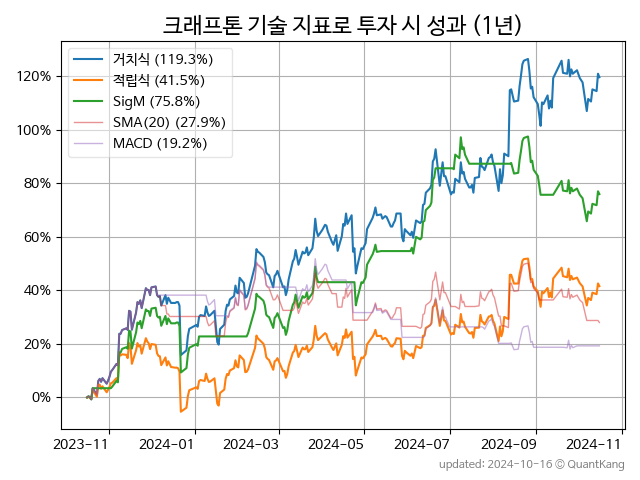 크래프톤 기술 지표로 투자 시 성과 (1년)
거치식 (119.3%)
적립식 (41.5%)
SigM (75.8%)
SMA(20) (27.9%)
MACD (19.2%)
120%
100%
80%
60%
40%
20%
0%
2023-11 2024-01 2024-03 2024-05 2024-07 2024-09 2024-11
updated: 2024-10-16 © QuantKang